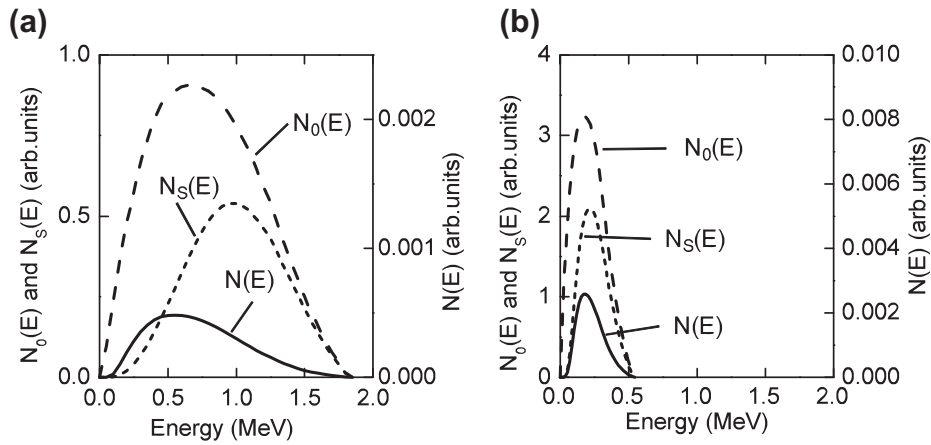 (a)
1.0
0.5
0.0
N₀(E) and Nₛ(E) (arb.units)
N₀(E)
Nₛ(E)
N(E)
0.002
0.001
0.000
N(E) (arb.units)
0.0 0.5 1.0 1.5 2.0
Energy (MeV)
(b)
4
3
2
1
0
N₀(E) and Nₛ(E) (arb.units)
N₀(E)
Nₛ(E)
N(E)
0.010
0.008
0.006
0.004
0.002
0.000
N(E) (arb.units)
0.0 0.5 1.0 1.5 2.0
Energy (MeV)